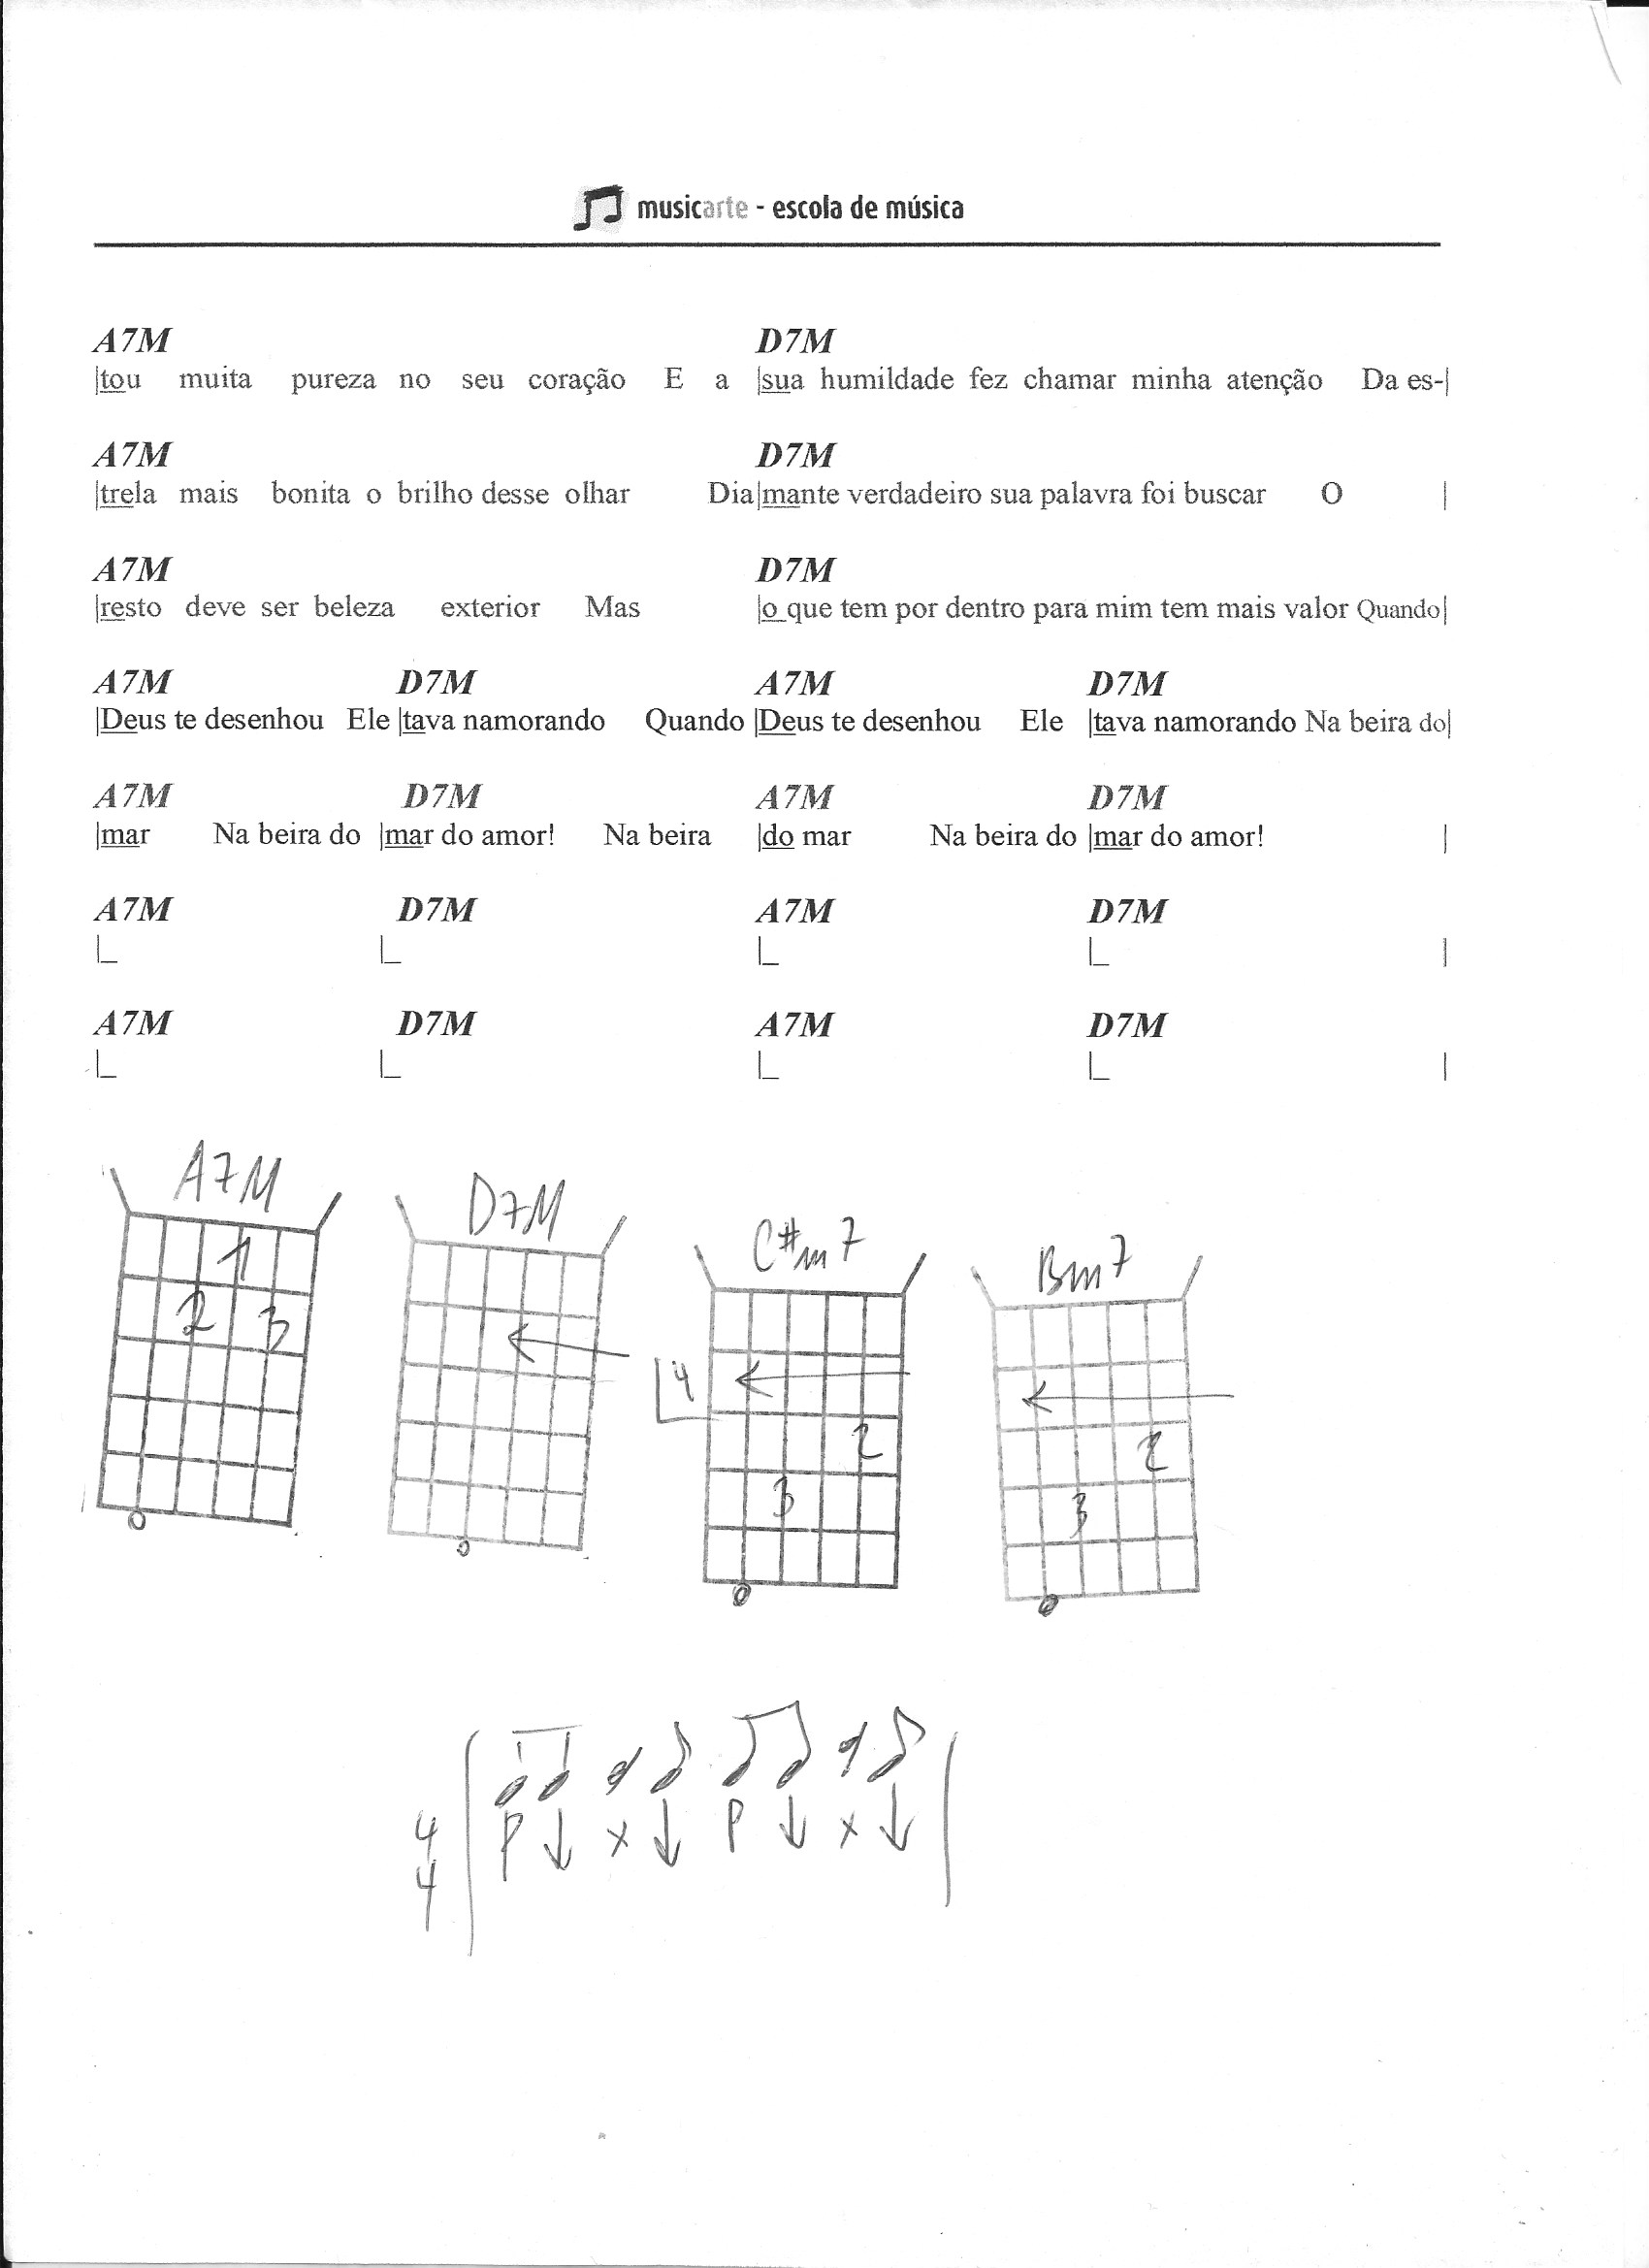 musicarte - escola de música
A7M D7M
|tou muita pureza no seu coração E a |sua humildade fez chamar minha atenção Da es-|
A7M D7M
|trela mais bonita o brilho desse olhar Dia|mante verdadeiro sua palavra foi buscar O |
A7M D7M
|resto deve ser beleza exterior Mas |o que tem por dentro para mim tem mais valor Quando|
A7M D7M A7M D7M
|Deus te desenhou Ele |tava namorando Quando |Deus te desenhou Ele |tava namorando Na beira do|
A7M D7M A7M D7M
|mar Na beira do |mar do amor! Na beira |do mar Na beira do |mar do amor! |
A7M D7M A7M D7M
|_ |_ |_ |_ |
A7M D7M A7M D7M
|_ |_ |_ |_ |
A7M D7M C#m7 Bm7
1
2 3
4
2 2
3 3
4
4
P ↓ x ↓ P ↓ x ↓